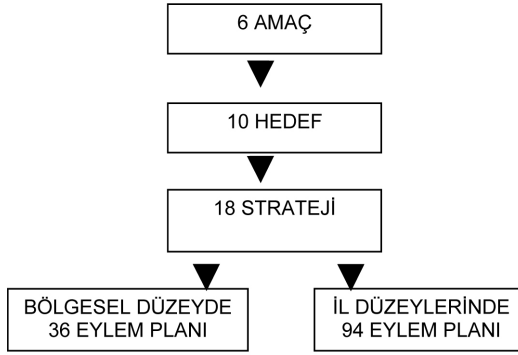 6 AMAÇ
10 HEDEF
18 STRATEJİ
BÖLGESEL DÜZEYDE
36 EYLEM PLANI
İL DÜZEYLERİNDE
94 EYLEM PLANI